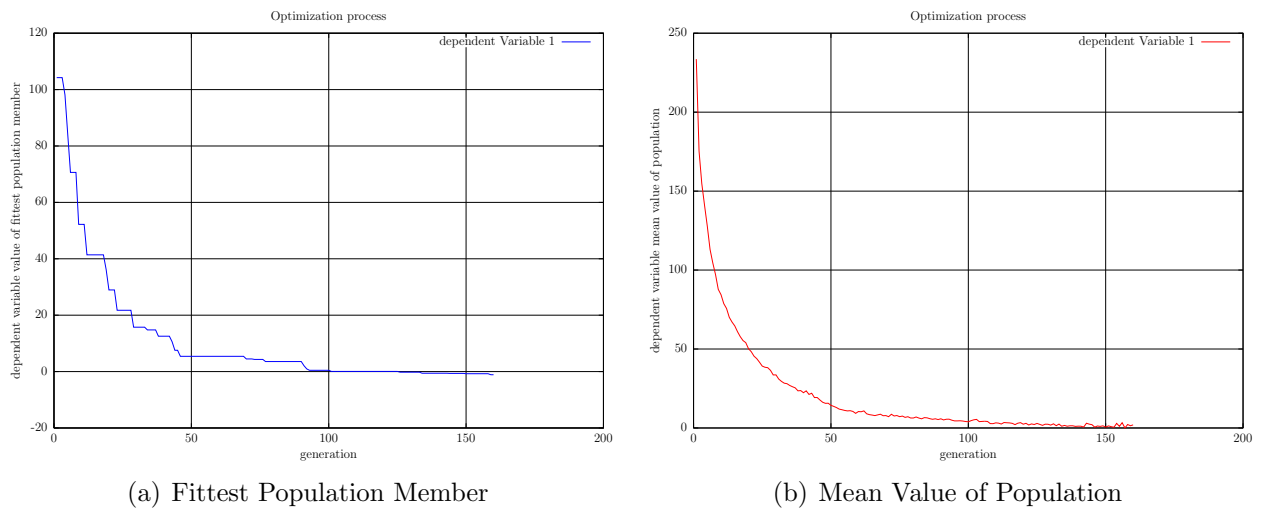 Optimization process
dependent Variable 1
dependent variable value of fittest population member
120
100
80
60
40
20
0
-20
0 50 100 150 200
generation
(a) Fittest Population Member
Optimization process
dependent Variable 1
dependent variable mean value of population
250
200
150
100
50
0
0 50 100 150 200
generation
(b) Mean Value of Population